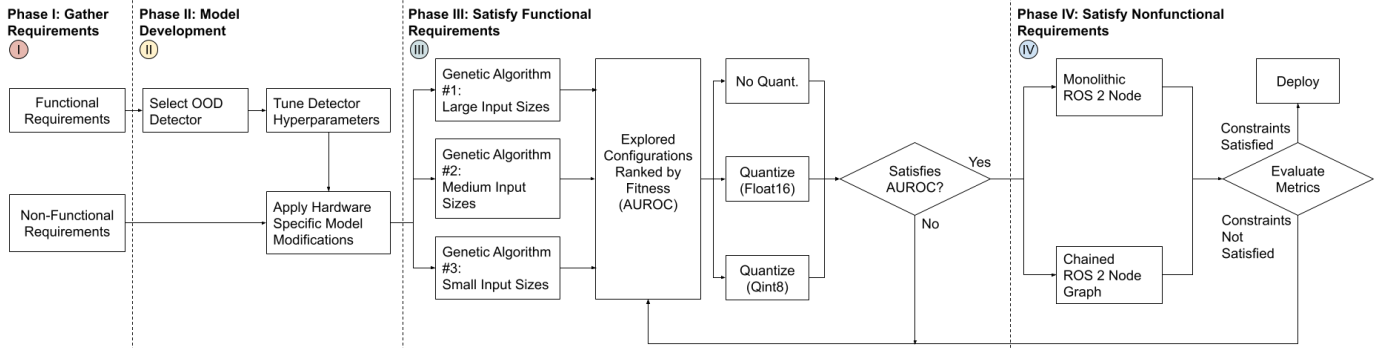 Phase I: Gather
Requirements
I
Phase II: Model
Development
II
Phase III: Satisfy Functional
Requirements
III
Phase IV: Satisfy Nonfunctional
Requirements
IV
Functional
Requirements
Non-Functional
Requirements
Select OOD
Detector
Tune Detector
Hyperparameters
Apply Hardware
Specific Model
Modifications
Genetic Algorithm
#1:
Large Input Sizes
Genetic Algorithm
#2:
Medium Input
Sizes
Genetic Algorithm
#3:
Small Input Sizes
Explored
Configurations
Ranked by
Fitness
(AUROC)
No Quant.
Quantize
(Float16)
Quantize
(Qint8)
Satisfies
AUROC?
Yes
No
Monolithic
ROS 2 Node
Chained
ROS 2 Node
Graph
Deploy
Constraints
Satisfied
Evaluate
Metrics
Constraints
Not
Satisfied